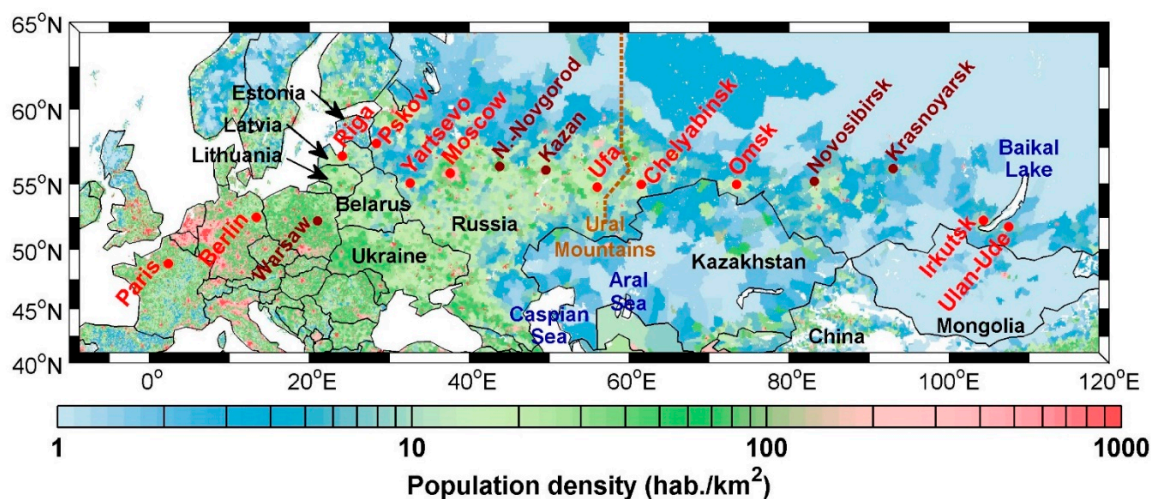 65°N
60°N
55°N
50°N
45°N
40°N
Estonia
Latvia
Lithuania
Riga
Pskov
Yartsevo
Moscow
N.-Novgorod
Kazan
Ufa
Chelyabinsk
Omsk
Novosibirsk
Krasnoyarsk
Baikal
Lake
Belarus
Russia
Ural
Mountains
Paris
Berlin
Warsaw
Ukraine
Kazakhstan
Irkutsk
Ulan-Ude
Caspian
Sea
Aral
Sea
China
Mongolia
0°E
20°E
40°E
60°E
80°E
100°E
120°E
1
10
100
1000
Population density (hab./km²)